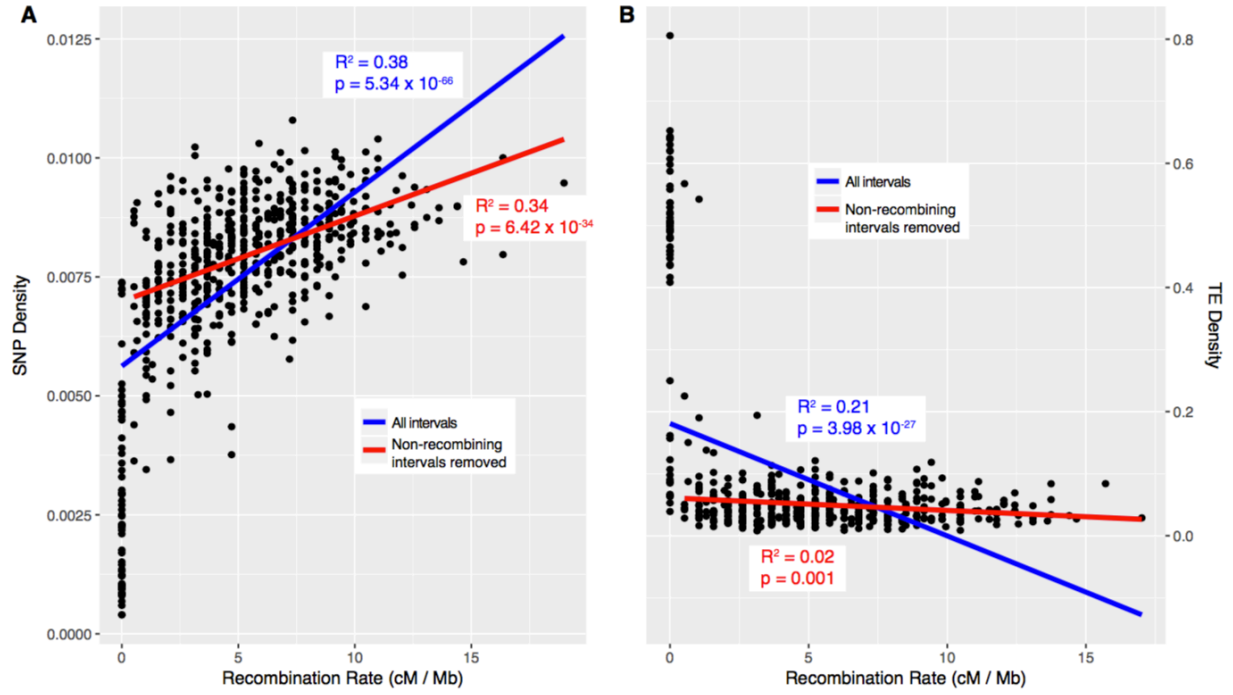 A
SNP Density
0.0125
0.0100
0.0075
0.0050
0.0025
0.0000
R² = 0.38
p = 5.34 x 10⁻⁶⁶
R² = 0.34
p = 6.42 x 10⁻³⁴
All intervals
Non-recombining
intervals removed
0
5
10
15
Recombination Rate (cM / Mb)
B
All intervals
Non-recombining
intervals removed
R² = 0.21
p = 3.98 x 10⁻²⁷
R² = 0.02
p = 0.001
0.8
0.6
0.4
0.2
0.0
TE Density
0
5
10
15
Recombination Rate (cM / Mb)